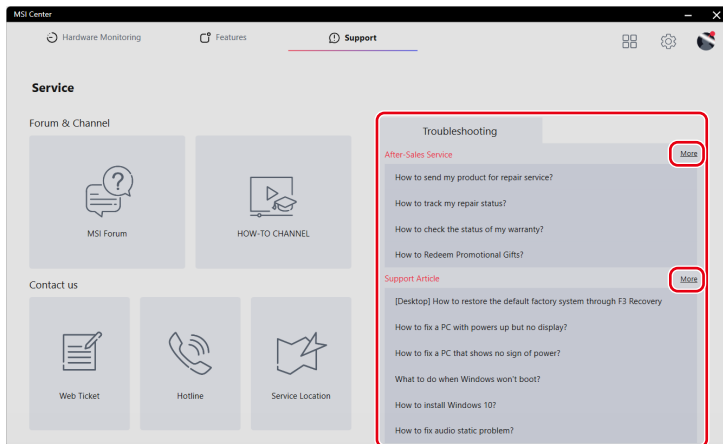 MSI Center
Hardware Monitoring
Features
Support
Service
Forum & Channel
MSI Forum
HOW-TO CHANNEL
Contact us
Web Ticket
Hotline
Service Location
Troubleshooting
After-Sales Service
More
How to send my product for repair service?
How to track my repair status?
How to check the status of my warranty?
How to Redeem Promotional Gifts?
Support Article
More
[Desktop] How to restore the default factory system through F3 Recovery
How to fix a PC with powers up but no display?
How to fix a PC that shows no sign of power?
What to do when Windows won't boot?
How to install Windows 10?
How to fix audio static problem?